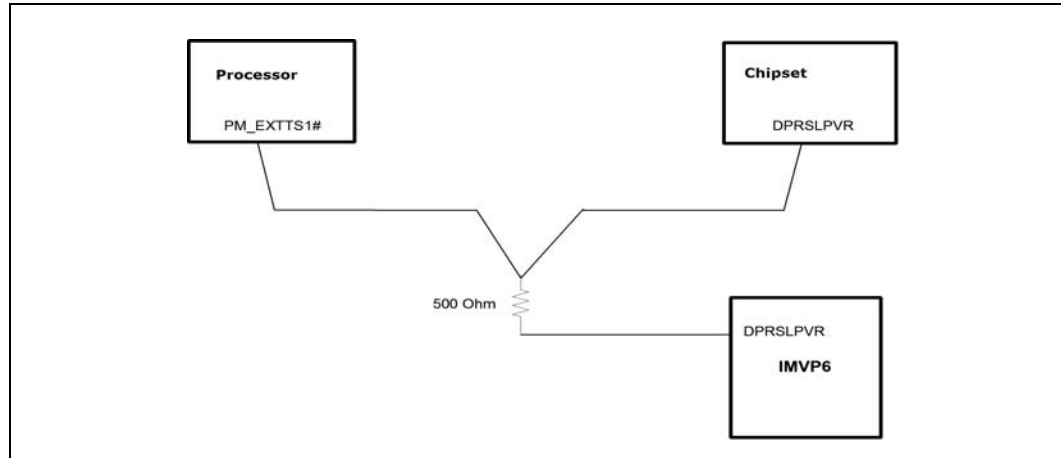 Processor
PM_EXTTS1#
Chipset
DPRSLPVR
500 Ohm
DPRSLPVR
IMVP6